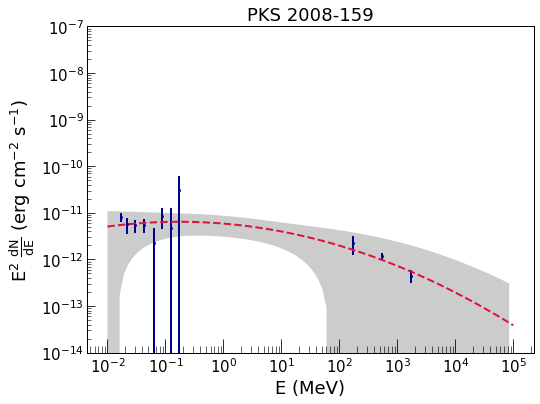 PKS 2008-159
E² dN/dE (erg cm⁻² s⁻¹)
10⁻⁷
10⁻⁸
10⁻⁹
10⁻¹⁰
10⁻¹¹
10⁻¹²
10⁻¹³
10⁻¹⁴
10⁻² 10⁻¹ 10⁰ 10¹ 10² 10³ 10⁴ 10⁵
E (MeV)